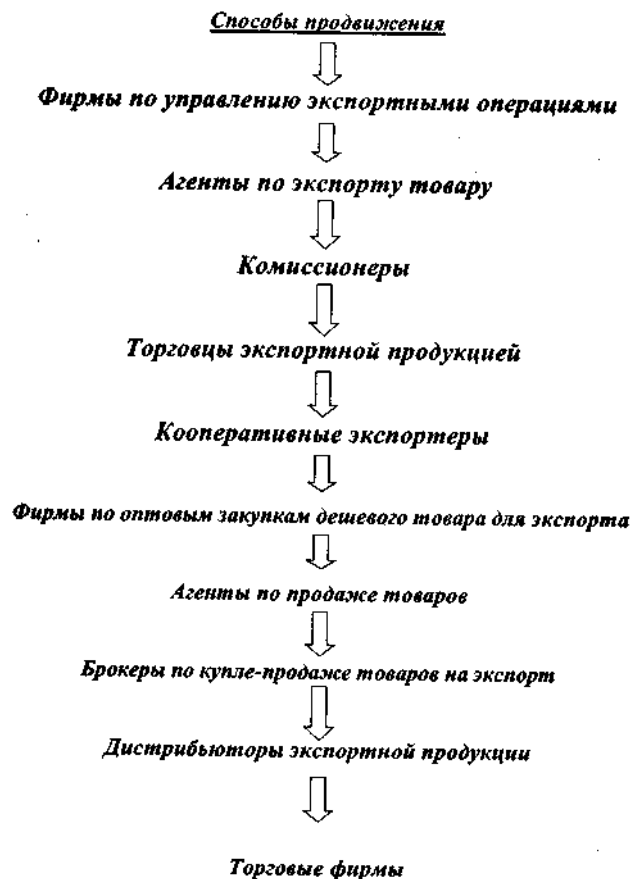 Способы продвижения
Фирмы по управлению экспортными операциями
Агенты по экспорту товару
Комиссионеры
Торговцы экспортной продукцией
Кооперативные экспортеры
Фирмы по оптовым закупкам дешевого товара для экспорта
Агенты по продаже товаров
Брокеры по купле-продаже товаров на экспорт
Дистрибьюторы экспортной продукции
Торговые фирмы